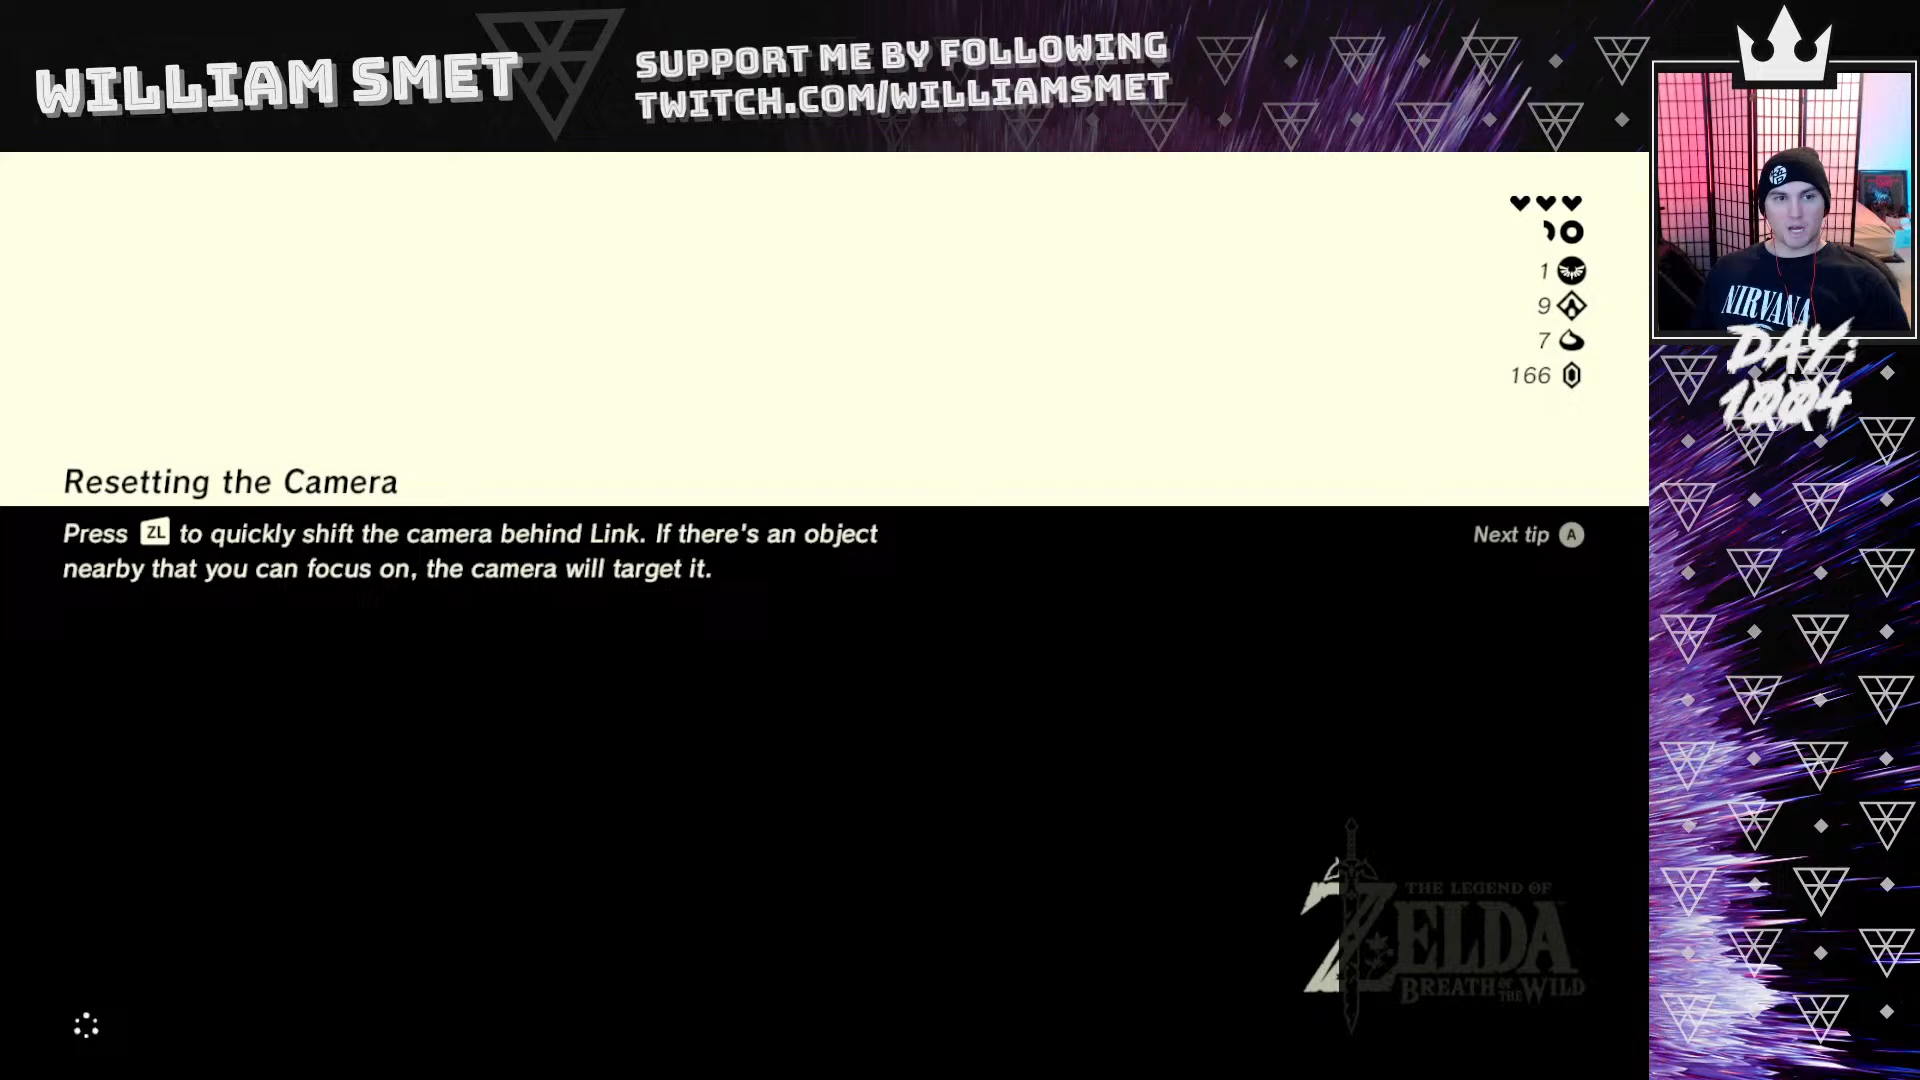 WILLIAM SMET
SUPPORT ME BY FOLLOWING
TWITCH.COM/WILLIAMSMET
1
9
7
166
NIRVANA
DAY:
1004
Resetting the Camera
Press ZL to quickly shift the camera behind Link. If there's an object
nearby that you can focus on, the camera will target it.
Next tip A
THE LEGEND OF
ZELDA
BREATH OF THE WILD